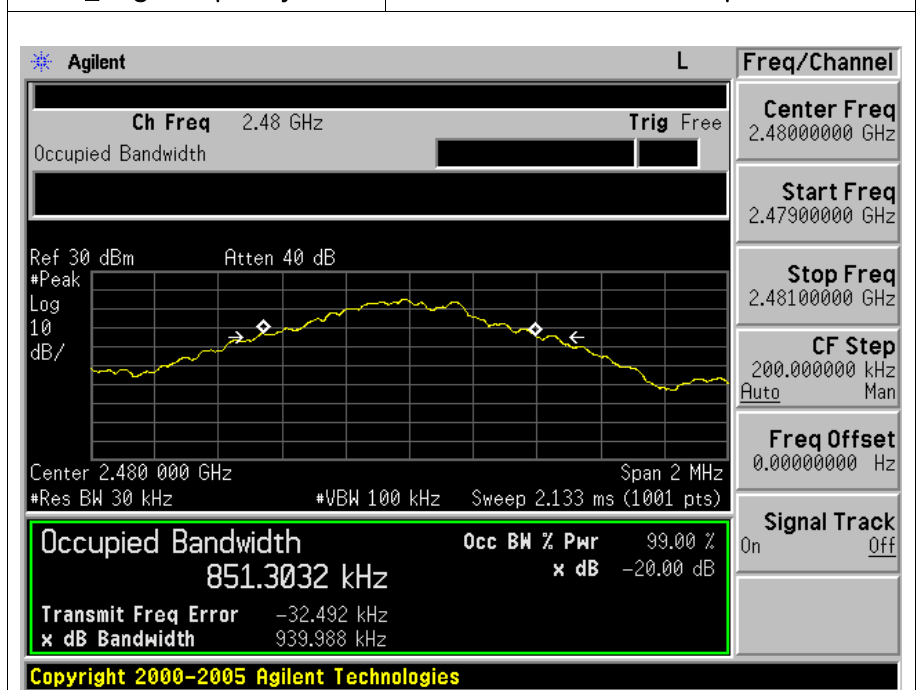 Agilent L
Freq/Channel
Ch Freq 2.48 GHz Trig Free
Occupied Bandwidth
Center Freq
2.48000000 GHz
Start Freq
2.47900000 GHz
Stop Freq
2.48100000 GHz
CF Step
200.000000 kHz
Auto Man
Freq Offset
0.00000000 Hz
Signal Track
On Off
Ref 30 dBm Atten 40 dB
#Peak
Log
10
dB/
Center 2.480 000 GHz Span 2 MHz
#Res BW 30 kHz #VBW 100 kHz Sweep 2.133 ms (1001 pts)
Occupied Bandwidth
851.3032 kHz
Occ BW % Pwr 99.00 %
x dB -20.00 dB
Transmit Freq Error -32.492 kHz
x dB Bandwidth 939.988 kHz
Copyright 2000-2005 Agilent Technologies